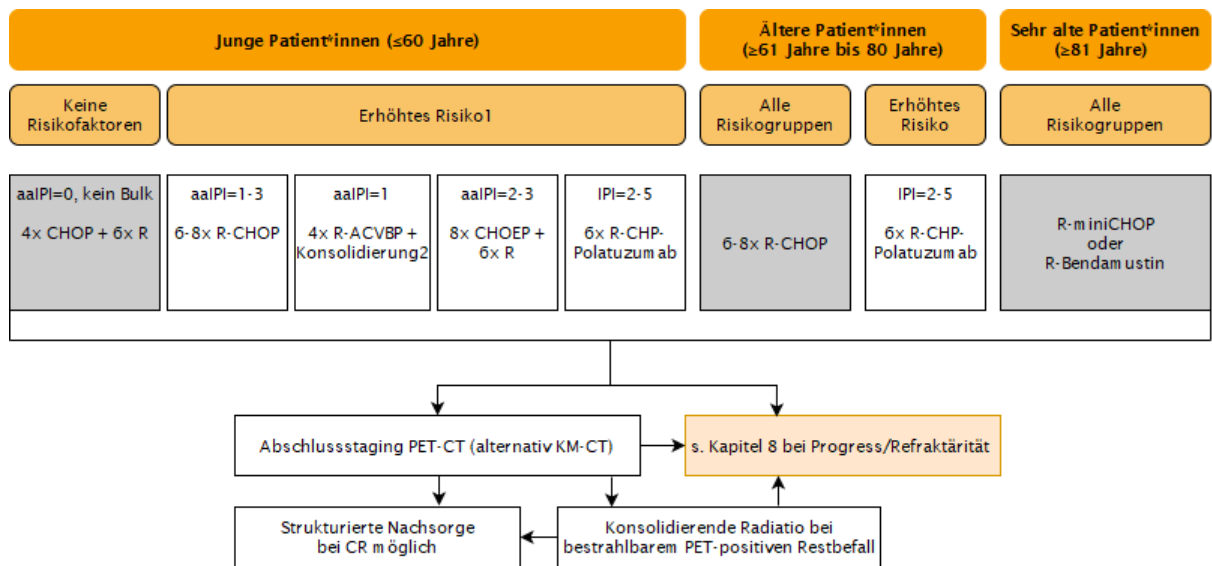 Junge Patient*innen (≤60 Jahre)
Ältere Patient*innen
(≥61 Jahre bis 80 Jahre)
Sehr alte Patient*innen
(≥81 Jahre)
Keine
Risikofaktoren
Erhöhtes Risiko1
Alle
Risikogruppen
Erhöhtes
Risiko
Alle
Risikogruppen
aaIPI=0, kein Bulk
4x CHOP + 6x R
aaIPI=1-3
6-8x R-CHOP
aaIPI=1
4x R-ACVBP +
Konsolidierung2
aaIPI=2-3
8x CHOEP +
6x R
IPI=2-5
6x R-CHP-
Polatuzumab
6-8x R-CHOP
IPI=2-5
6x R-CHP-
Polatuzumab
R-miniCHOP
oder
R-Bendamustin
Abschlussstaging PET-CT (alternativ KM-CT)
s. Kapitel 8 bei Progress/Refraktärität
Strukturierte Nachsorge
bei CR möglich
Konsolidierende Radiatio bei
bestrahlbarem PET-positiven Restbefall